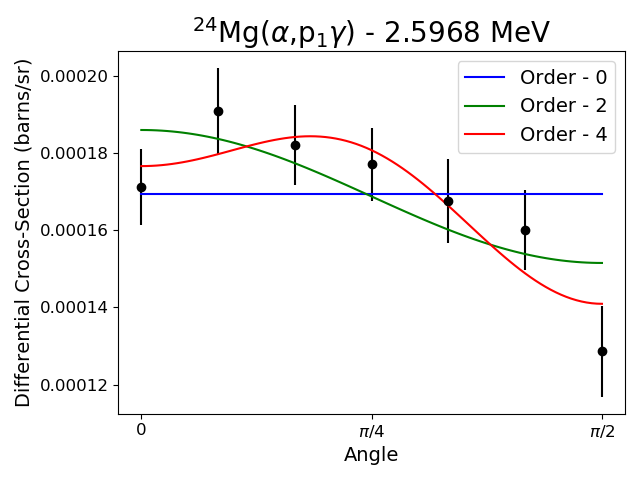 ²⁴Mg(α,p₁γ) - 2.5968 MeV
Differential Cross-Section (barns/sr)
0.00020
0.00018
0.00016
0.00014
0.00012
Order - 0
Order - 2
Order - 4
0
π/4
π/2
Angle